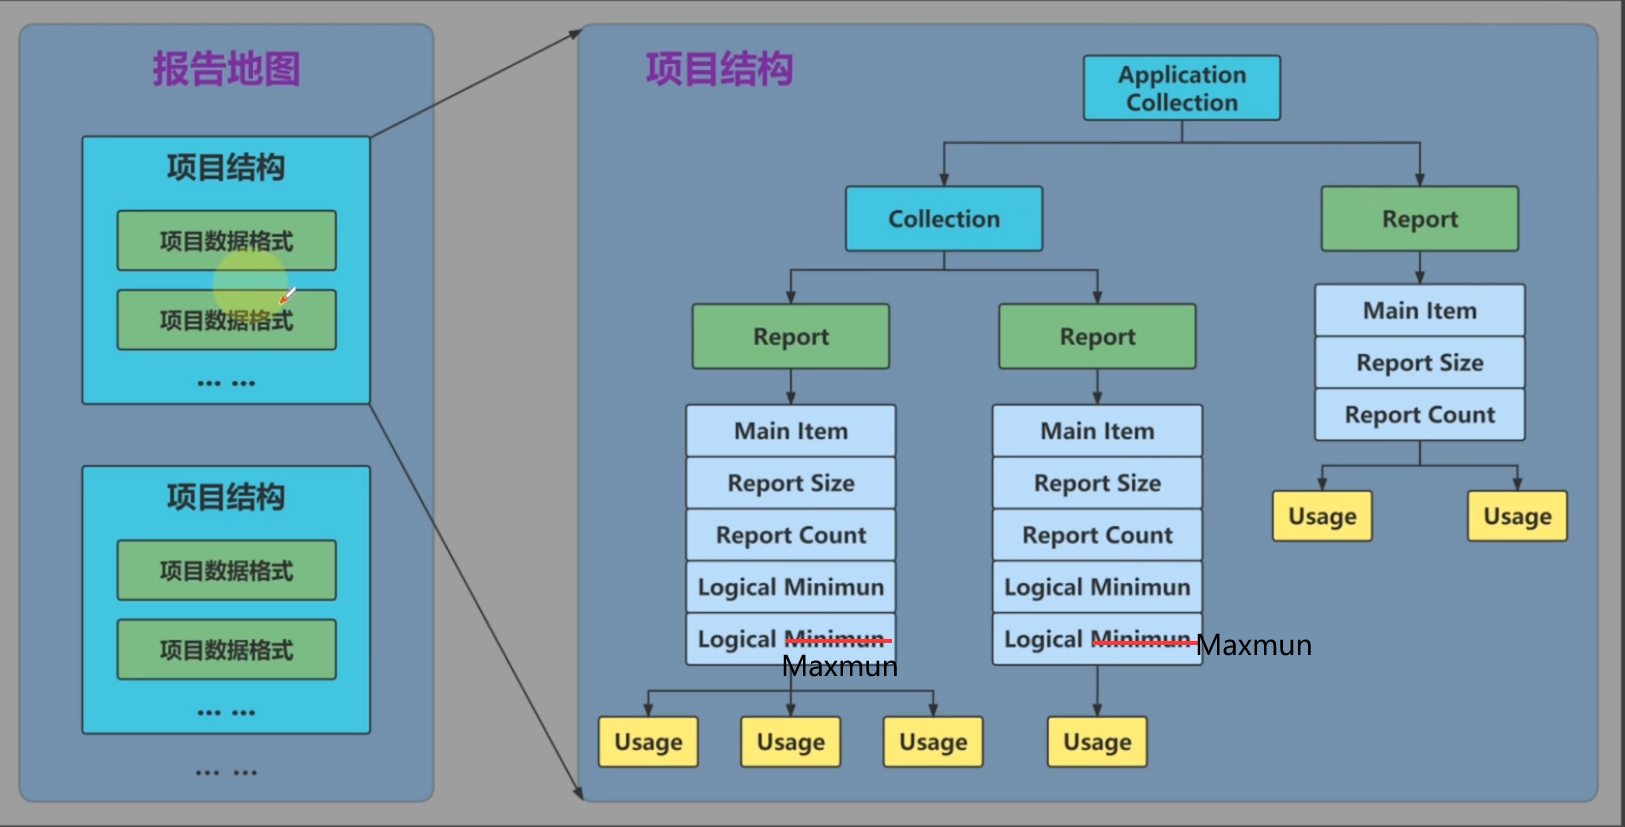 报告地图
项目结构
项目数据格式
项目数据格式
... ...
项目结构
项目数据格式
项目数据格式
... ...
... ...
项目结构
Application
Collection
Collection
Report
Report
Main Item
Report Size
Report Count
Logical Minimun
Logical Minimun
Maxmun
Usage
Usage
Usage
Report
Main Item
Report Size
Report Count
Logical Minimun
Logical Minimun
Maxmun
Usage
Report
Main Item
Report Size
Report Count
Usage
Usage